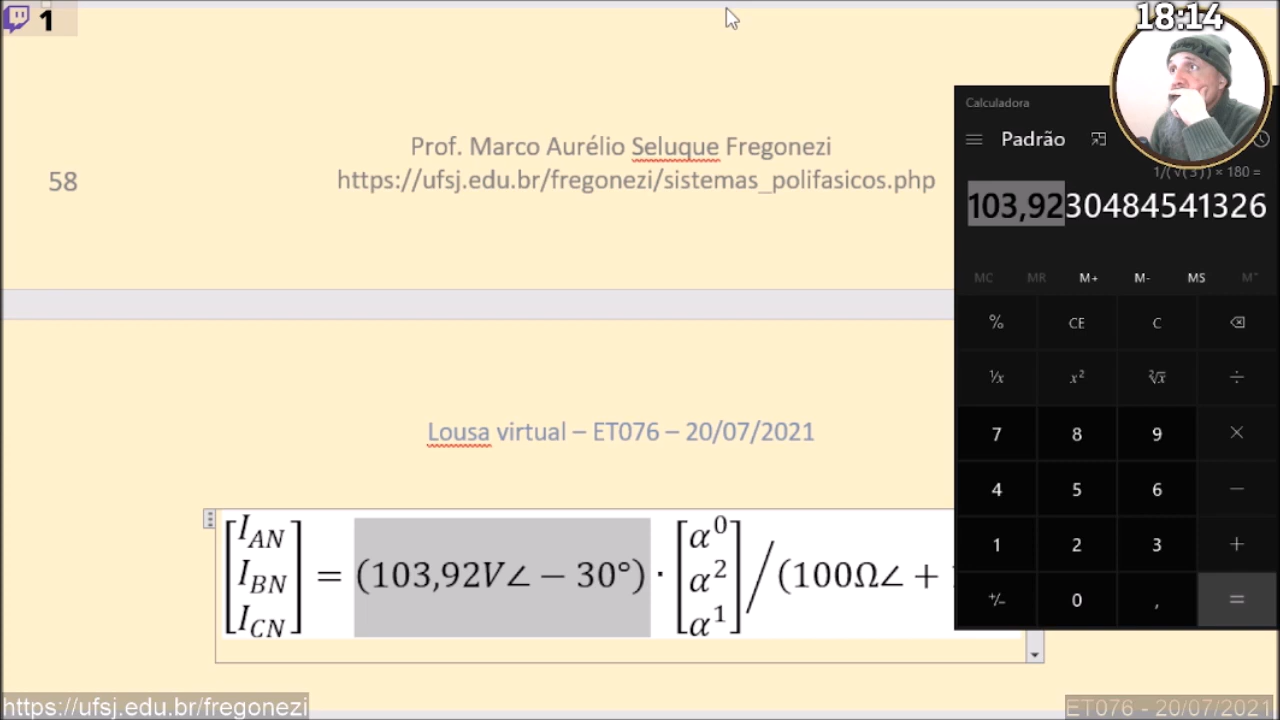 1
18:14
Prof. Marco Aurélio Seluque Fregonezi
58
https://ufsj.edu.br/fregonezi/sistemas_polifasicos.php
Calculadora
Padrão
1/(√(3)) × 180 =
103,9230484541326
MC MR M+ M- MS M˅
% CE C
¹/x x² ²√x ÷
7 8 9 ×
4 5 6 −
1 2 3 +
+/− 0 , =
Lousa virtual – ET076 – 20/07/2021
[I_AN I_BN I_CN] = (103,92V∠ − 30°) · [α⁰ α² α¹] / (100Ω∠ +
https://ufsj.edu.br/fregonezi
ET076 - 20/07/2021